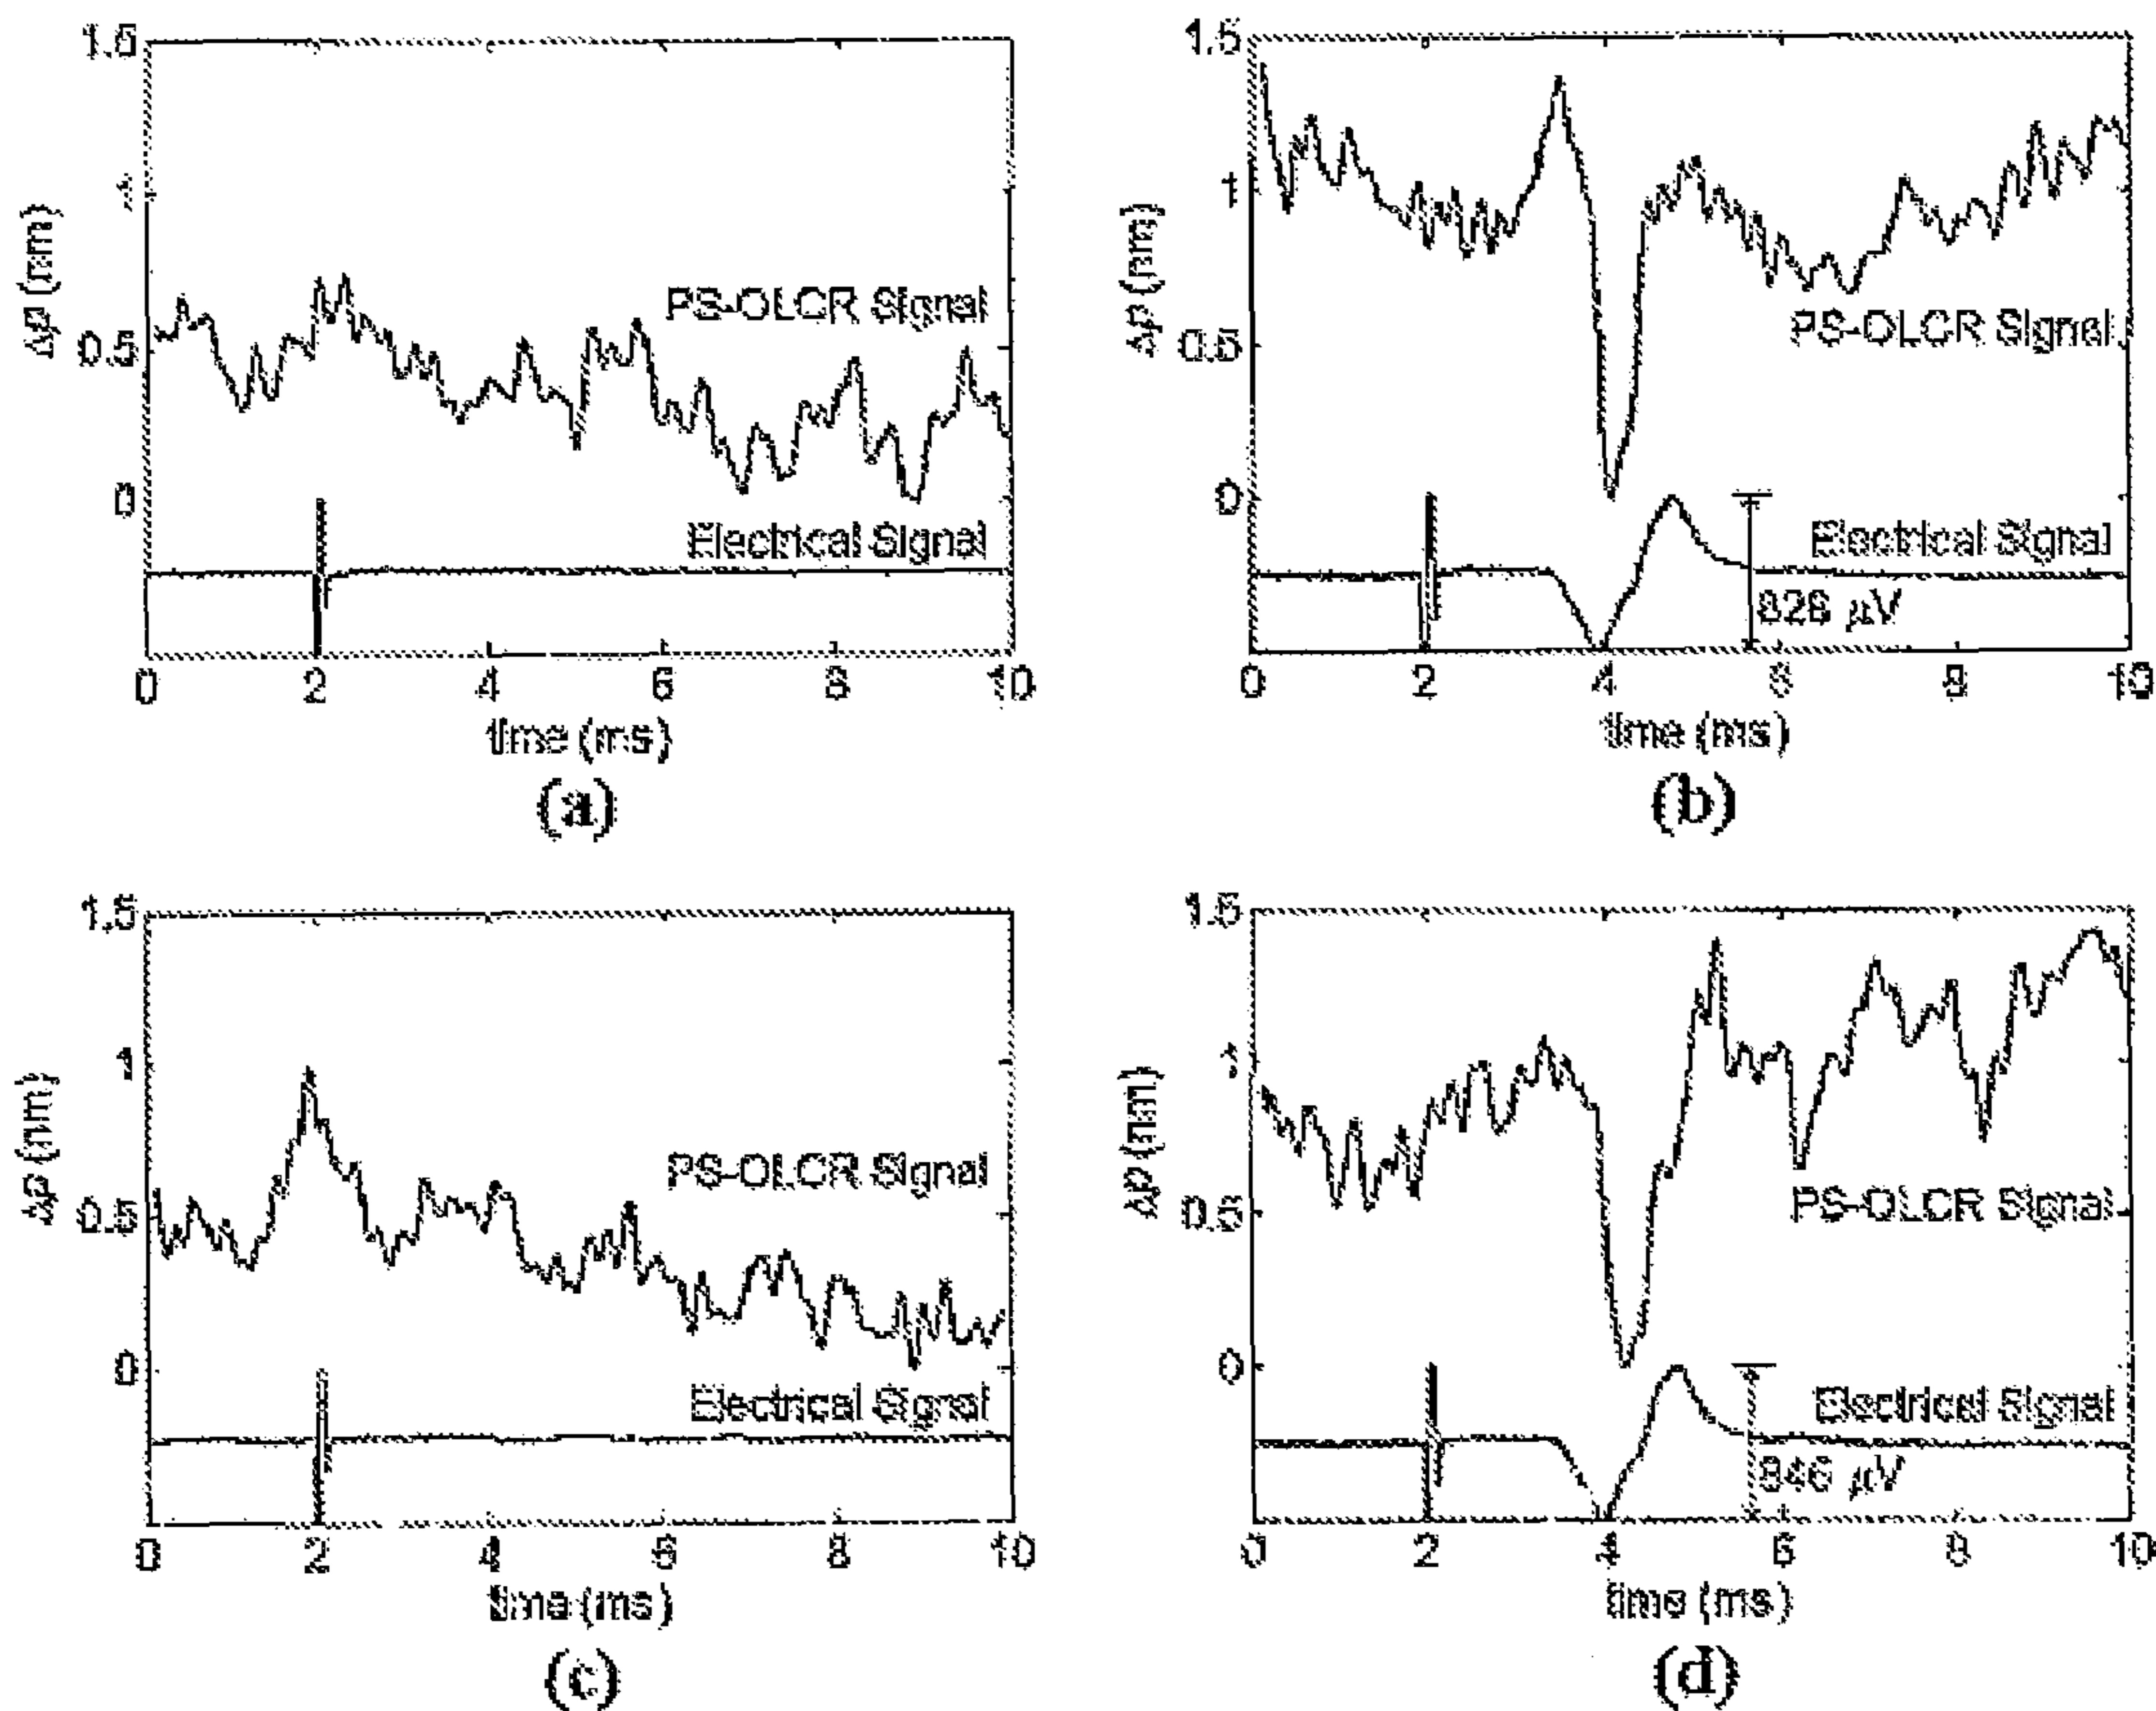 1.5
1
0.5
0
Δp (nm)
PS-OLCR Signal
Electrical Signal
0 2 4 6 8 10
time (ms)
(a)
1.5
1
0.5
0
Δp (nm)
PS-OLCR Signal
Electrical Signal
µV
0 2 4 6 8 10
time (ms)
(b)
1.5
1
0.5
0
Δp (nm)
PS-OLCR Signal
Electrical Signal
0 2 4 6 8 10
time (ms)
(c)
1.5
1
0.5
0
Δp (nm)
PS-OLCR Signal
Electrical Signal
µV
0 2 4 6 8 10
time (ms)
(d)